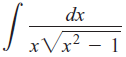 ∫ dx / (x√(x² − 1))